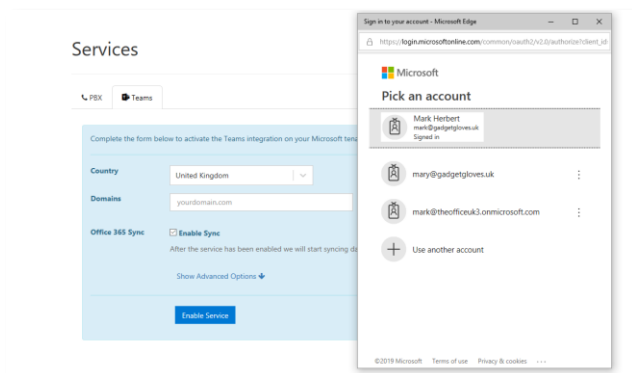 Services
PBX
Teams
Complete the form below to activate the Teams integration on your Microsoft
Country
United Kingdom
Domains
yourdomain.com
Office 365 Sync
Enable Sync
After the service has been enabled we will start syncing
Show Advanced Options
Enable Service
Sign in to your account - Microsoft Edge
https://login.microsoftonline.com/common/oauth2/v2.0/authorize?client_id
Microsoft
Pick an account
Mark Herbert
mark@gadgetgloves.uk
Signed in
mary@gadgetgloves.uk
mark@theofficeuk3.onmicrosoft.com
Use another account
©2019 Microsoft Terms of use Privacy & cookies ...